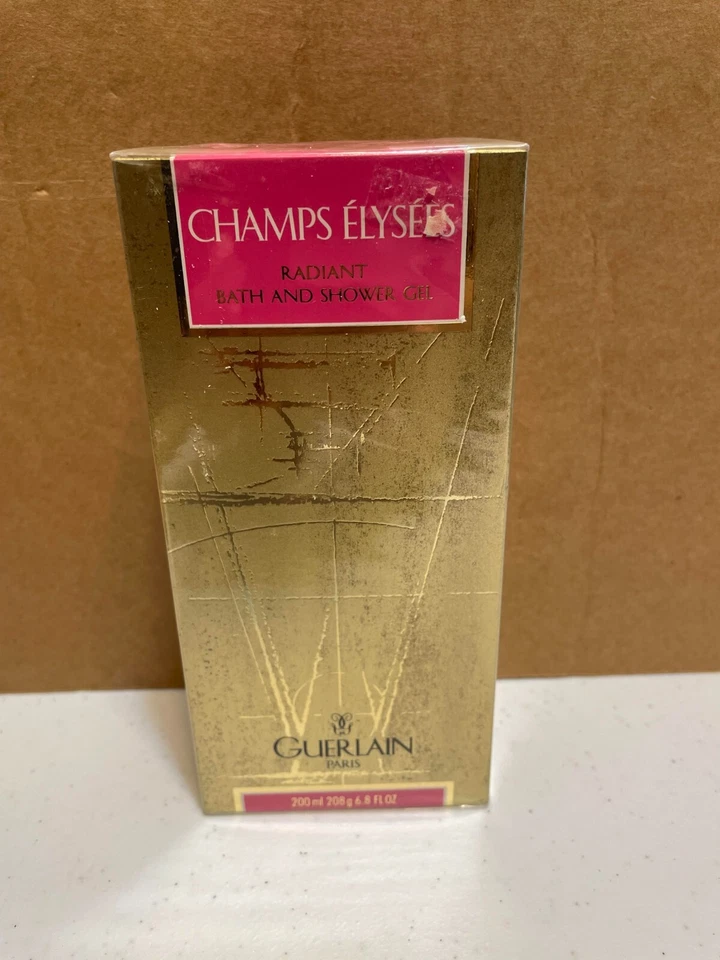 CHAMPS ÉLYSÉES
RADIANT
BATH AND SHOWER GEL
GUERLAIN
PARIS
200 ml 208 g 6.8 FL OZ